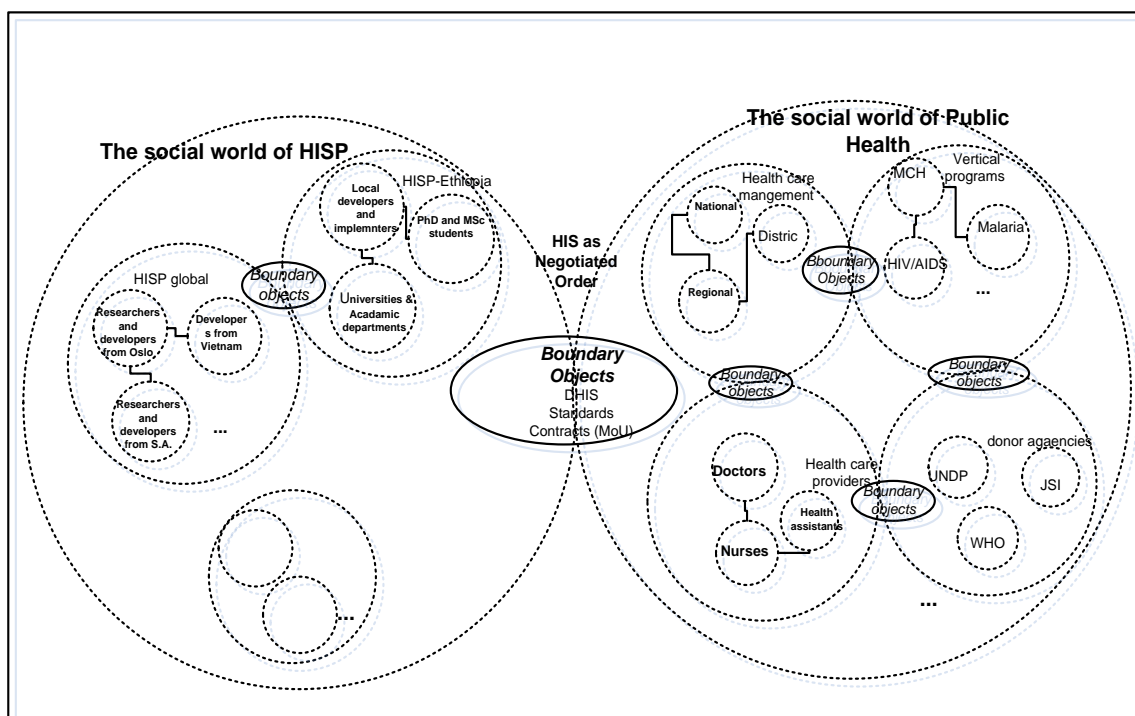 The social world of HISP
HISP-Ethiopia
Local
developers
and
implemnters
PhD and MSc
students
Universities &
Acadamic
departments
Boundary
objects
HISP global
Researchers
and
developers
from Oslo
Developer
s from
Vietnam
Researchers
and
developers
from S.A.
...
...
HIS as
Negotiated
Order
Boundary
Objects
DHIS
Standards
Contracts (MoU)
The social world of Public
Health
Health care
mangement
National
Distric
Regional
Bboundary
Objects
MCH
Vertical
programs
Malaria
HIV/AIDS
...
Boundary
objects
Boundary
objects
Doctors
Health care
providers
Health
assistants
Nurses
Boundary
objects
donor agaencies
UNDP
JSI
WHO
...